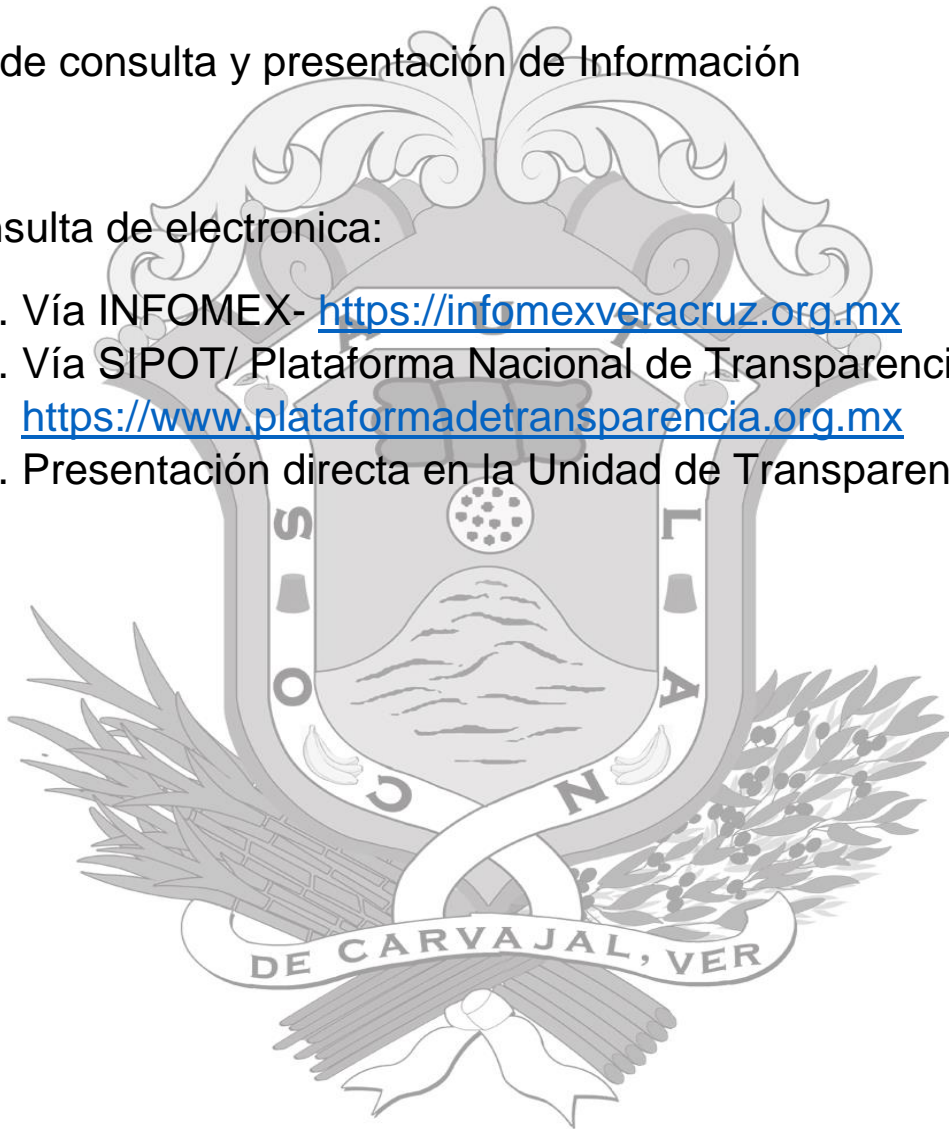 de consulta y presentación de Información
nsulta de electronica:
. Vía INFOMEX- https://infomexveracruz.org.mx
. Vía SIPOT/ Plataforma Nacional de Transparenci
https://www.plataformadetransparencia.org.mx
. Presentación directa en la Unidad de Transparen
COSAUTLAN
DE CARVAJAL, VER